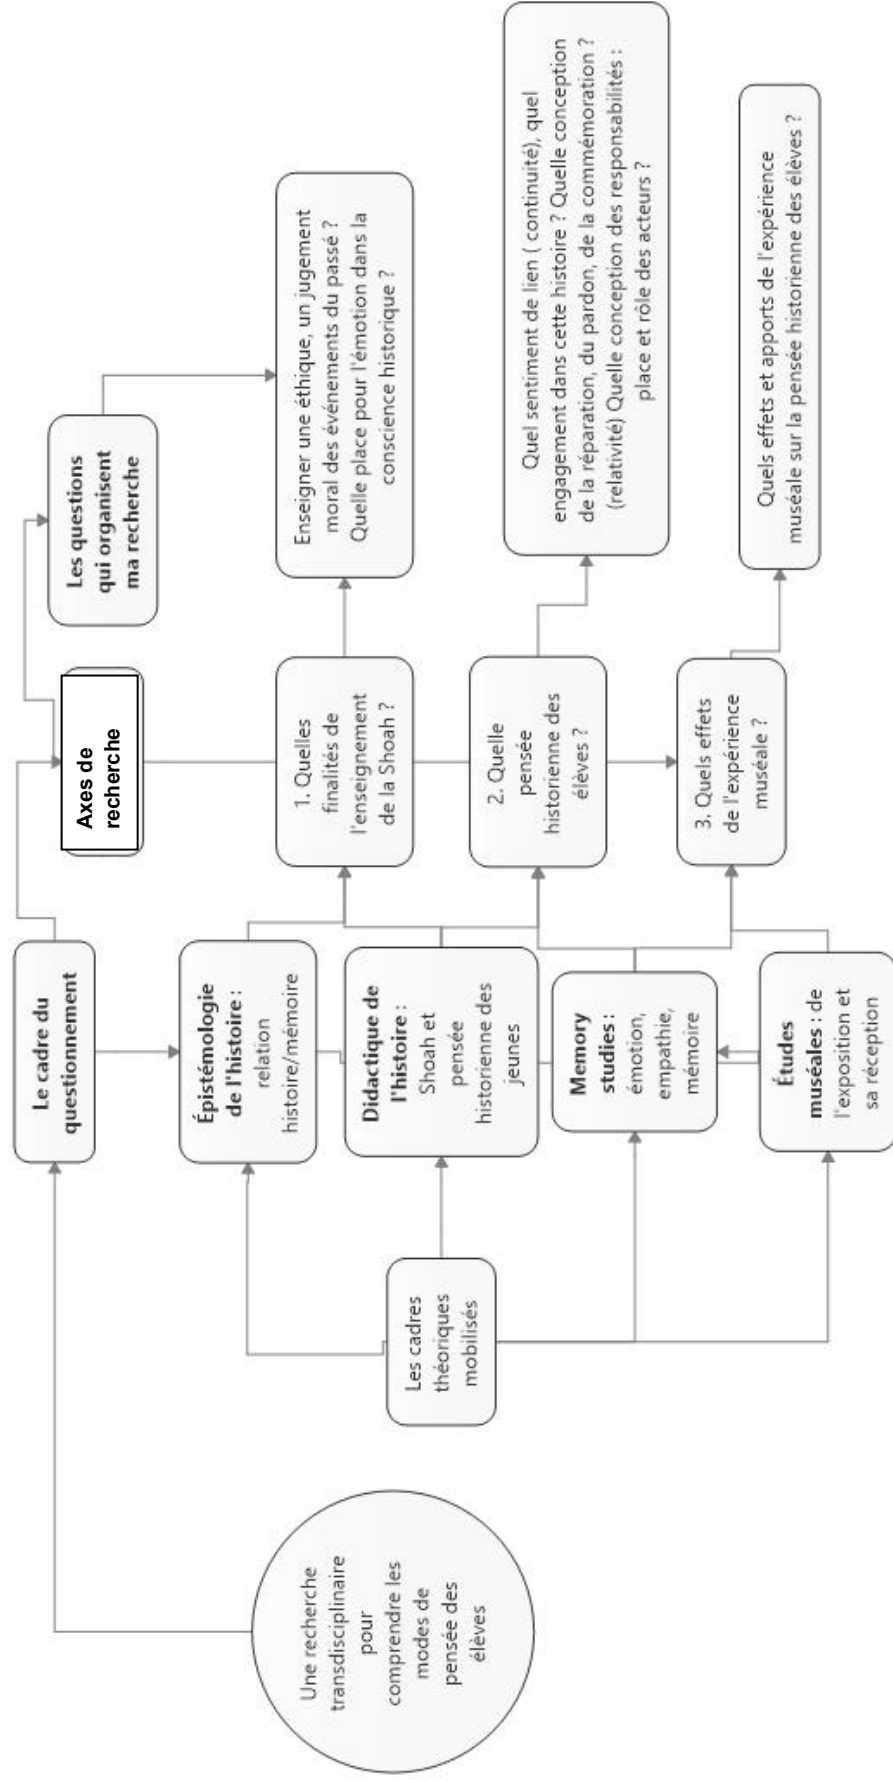 Une recherche
transdisciplinaire
pour
comprendre les
modes de
pensée des
élèves
Le cadre du
questionnement
Axes de
recherche
Les questions
qui organisent
ma recherche
Les cadres
théoriques
mobilisés
Épistémologie
de l'histoire :
relation
histoire/mémoire
Didactique de
l'histoire :
Shoah et
pensée
historienne des
jeunes
Memory
studies :
émotion,
empathie,
mémoire
Études
muséales : de
l'exposition et
sa réception
1. Quelles
finalités de
l'enseignement
de la Shoah ?
2. Quelle
pensée
historienne des
élèves ?
3. Quels effets
de l'expérience
muséale ?
Enseigner une éthique, un jugement
moral des événements du passé ?
Quelle place pour l'émotion dans la
conscience historique ?
Quel sentiment de lien ( continuité), quel
engagement dans cette histoire ? Quelle conception
de la réparation, du pardon, de la commémoration ?
(relativité) Quelle conception des responsabilités :
place et rôle des acteurs ?
Quels effets et apports de l'expérience
muséale sur la pensée historienne des élèves ?